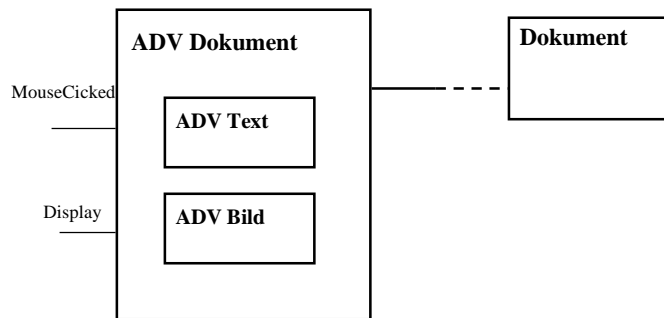 ADV Dokument
Dokument
MouseCicked
ADV Text
Display
ADV Bild